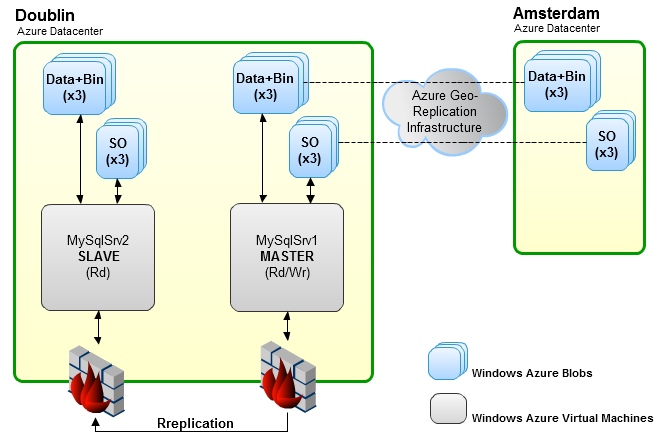 Doublin
Azure Datacenter
Amsterdam
Azure Datacenter
Data+Bin
(x3)
Data+Bin
(x3)
Data+Bin
(x3)
Azure Geo-
Replication
Infrastructure
SO
(x3)
SO
(x3)
SO
(x3)
MySqlSrv2
SLAVE
(Rd)
MySqlSrv1
MASTER
(Rd/Wr)
Windows Azure Blobs
Windows Azure Virtual Machines
Rreplication